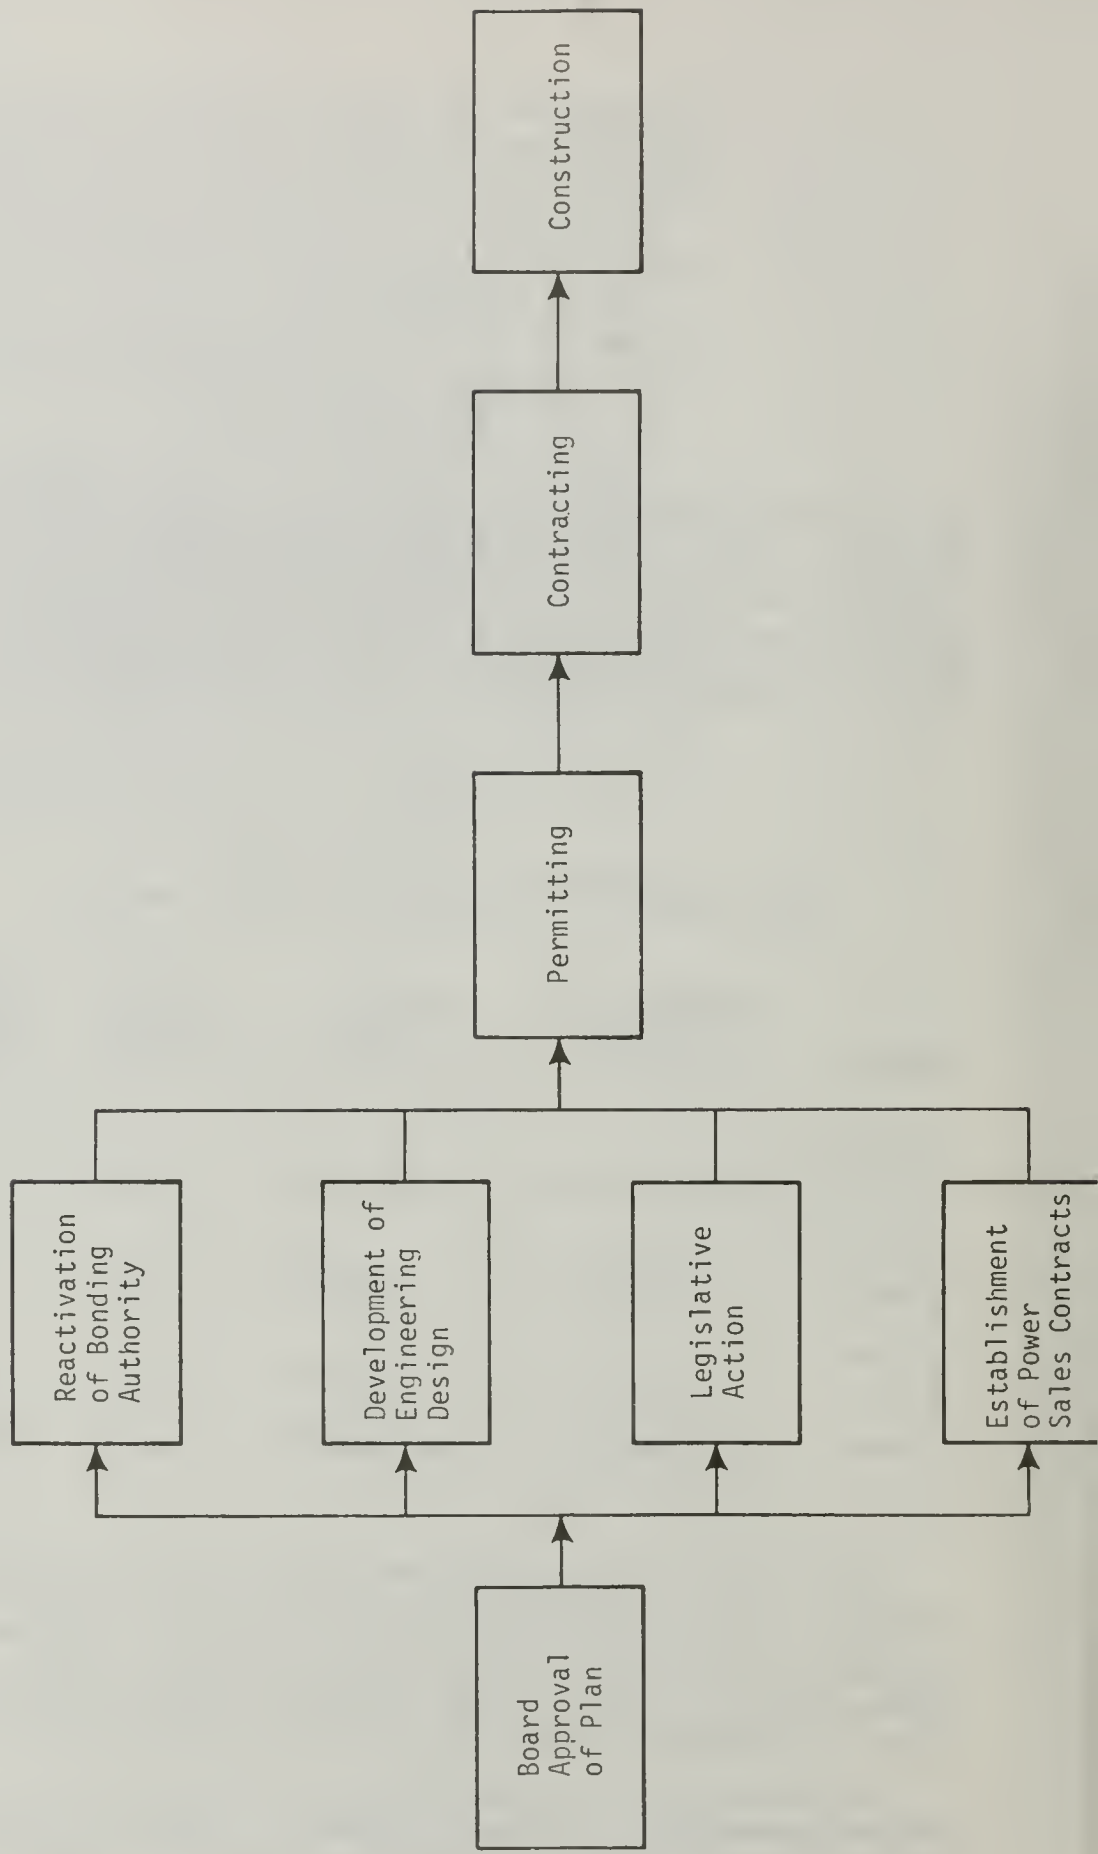 Board
Approval
of Plan
Reactivation
of Bonding
Authority
Development of
Engineering
Design
Legislative
Action
Establishment
of Power
Sales Contracts
Permitting
Contracting
Construction